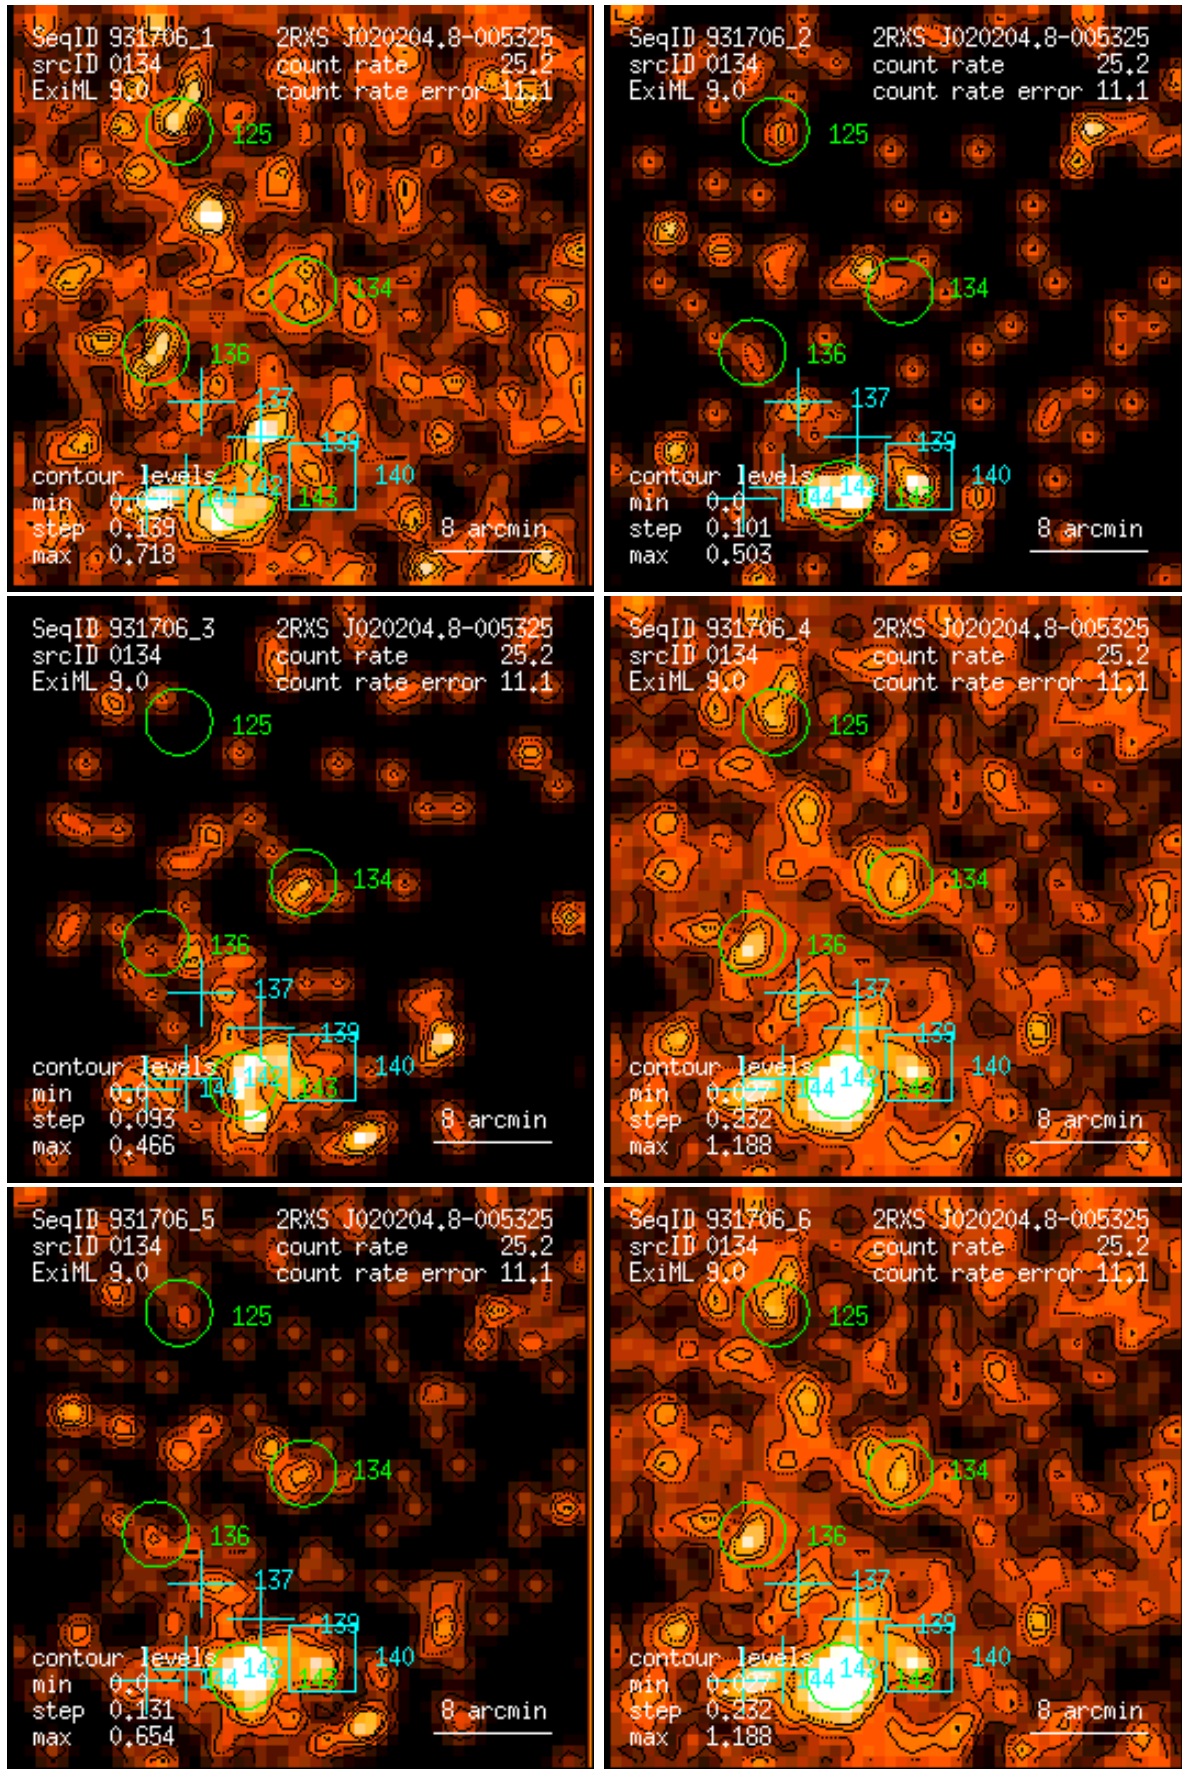 SeqID 931706_1 2RXS J020204.8-005325
srcID 0134 count rate 25.2
ExiML 9.0 count rate error 11.1
125
134
136
137
139
contour levels 144 142 143 140
min
step 0.139 8 arcmin
max 0.718
SeqID 931706_2 2RXS J020204.8-005325
srcID 0134 count rate 25.2
ExiML 9.0 count rate error 11.1
125
134
136
137
139
contour levels 144 142 143 140
min 0.0
step 0.101 8 arcmin
max 0.503
SeqID 931706_3 2RXS J020204.8-005325
srcID 0134 count rate 25.2
ExiML 9.0 count rate error 11.1
125
134
136
137
139
contour levels 144 142 143 140
min 0.0
step 0.093 8 arcmin
max 0.466
SeqID 931706_4 2RXS J020204.8-005325
srcID 0134 count rate 25.2
ExiML 9.0 count rate error 11.1
125
134
136
137
139
contour levels 144 142 143 140
min 0.027
step 0.232 8 arcmin
max 1.188
SeqID 931706_5 2RXS J020204.8-005325
srcID 0134 count rate 25.2
ExiML 9.0 count rate error 11.1
125
134
136
137
139
contour levels 144 142 143 140
min 0.0
step 0.131 8 arcmin
max 0.654
SeqID 931706_6 2RXS J020204.8-005325
srcID 0134 count rate 25.2
ExiML 9.0 count rate error 11.1
125
134
136
137
139
contour levels 144 142 143 140
min 0.027
step 0.232 8 arcmin
max 1.188